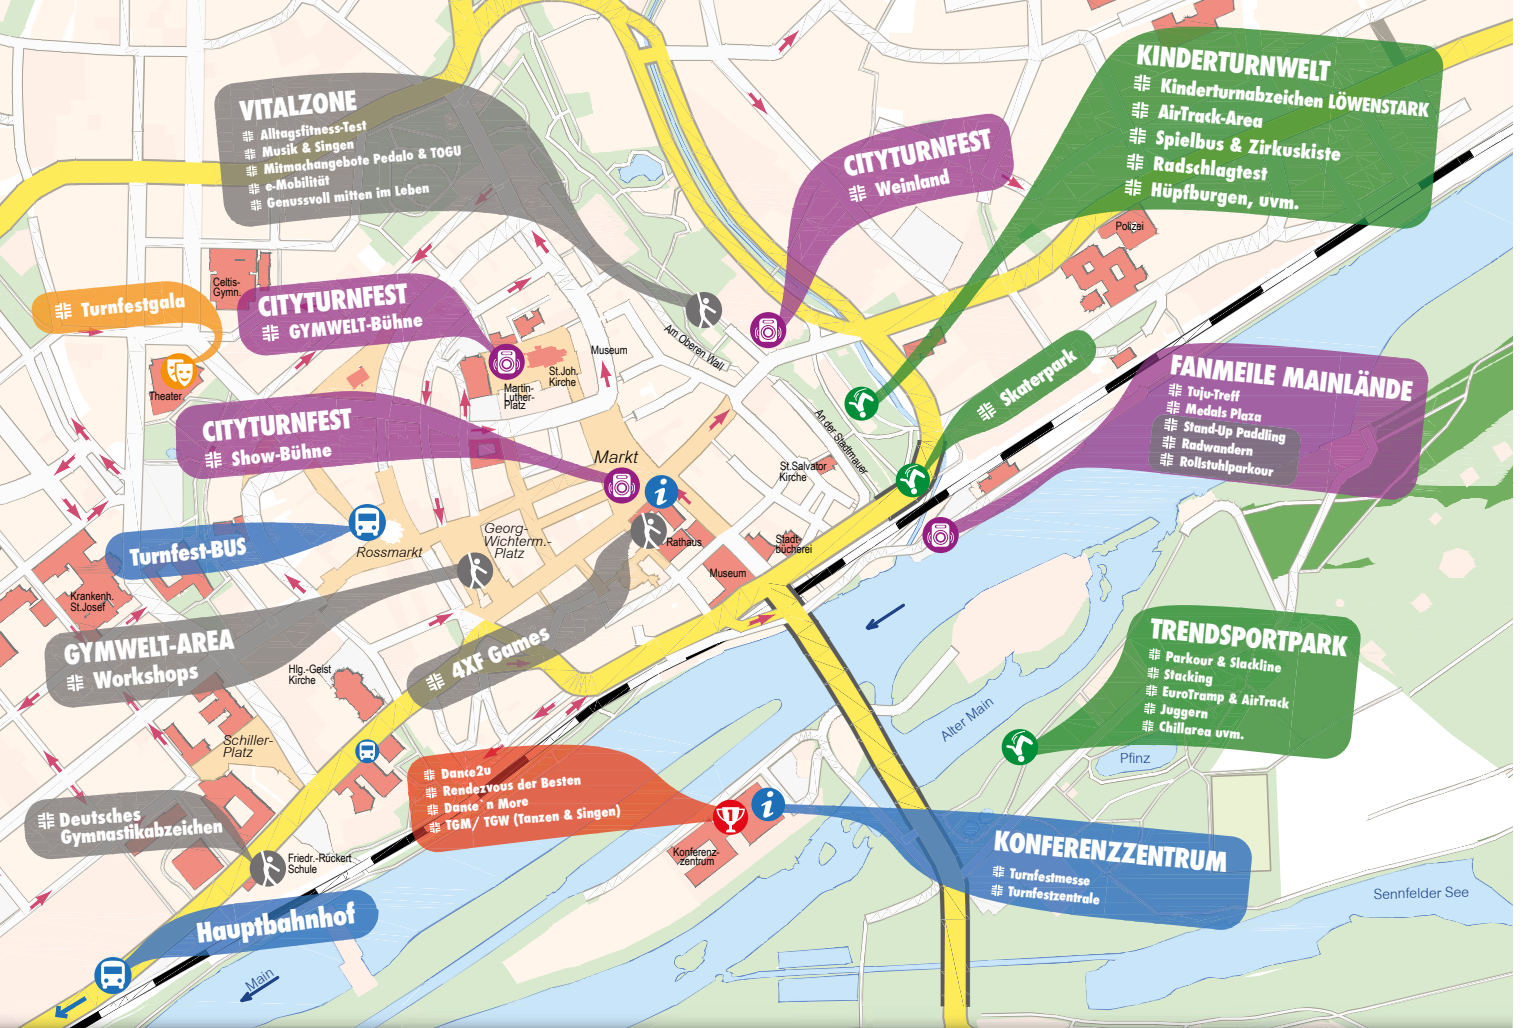 VITALZONE
Alltagsfitness-Test
Musik & Singen
Mitmachangebote Pedalo & TOGU
e-Mobilität
Genussvoll mitten im Leben
CITYTURNFEST
Weinland
KINDERTURNWELT
Kinderturnabzeichen LÖWENSTARK
AirTrack-Area
Spielbus & Zirkuskiste
Radschlagtest
Hüpfburgen, uvm.
Polizei
Celtis-
Gymn.
Turnfestgala
Theater
CITYTURNFEST
GYMWELT-Bühne
Am Oberen Wall
Museum
St.Joh.
Kirche
Martin-
Luther-
Platz
Skaterpark
FANMEILE MAINLÄNDE
Tuju-Treff
Medals Plaza
Stand-Up Paddling
Radwandern
Rollstuhlparkour
CITYTURNFEST
Show-Bühne
Markt
i
An der Stadtmauer
St.Salvator
Kirche
Turnfest-BUS
Rossmarkt
Georg-
Wichterm.-
Platz
Rathaus
Stadt-
bücherei
Museum
Krankenh.
St.Josef
GYMWELT-AREA
Workshops
4XF Games
Hlg.-Geist
Kirche
TRENDSPORTPARK
Parkour & Slackline
Stacking
EuroTramp & AirTrack
Juggern
Chillarea uvm.
Alter Main
Pfinz
Schiller-
Platz
Dance2u
Rendezvous der Besten
Dance´n More
TGM/ TGW (Tanzen & Singen)
i
Konferenz-
zentrum
KONFERENZZENTRUM
Turnfestmesse
Turnfestzentrale
Deutsches
Gymnastikabzeichen
Friedr.-Rückert
Schule
Sennfelder See
Hauptbahnhof
Main